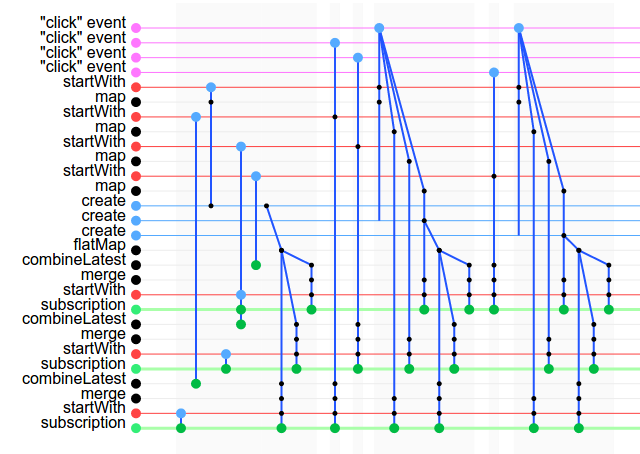 "click" event
"click" event
"click" event
"click" event
startWith
map
startWith
map
startWith
map
startWith
map
create
create
create
flatMap
combineLatest
merge
startWith
subscription
combineLatest
merge
startWith
subscription
combineLatest
merge
startWith
subscription